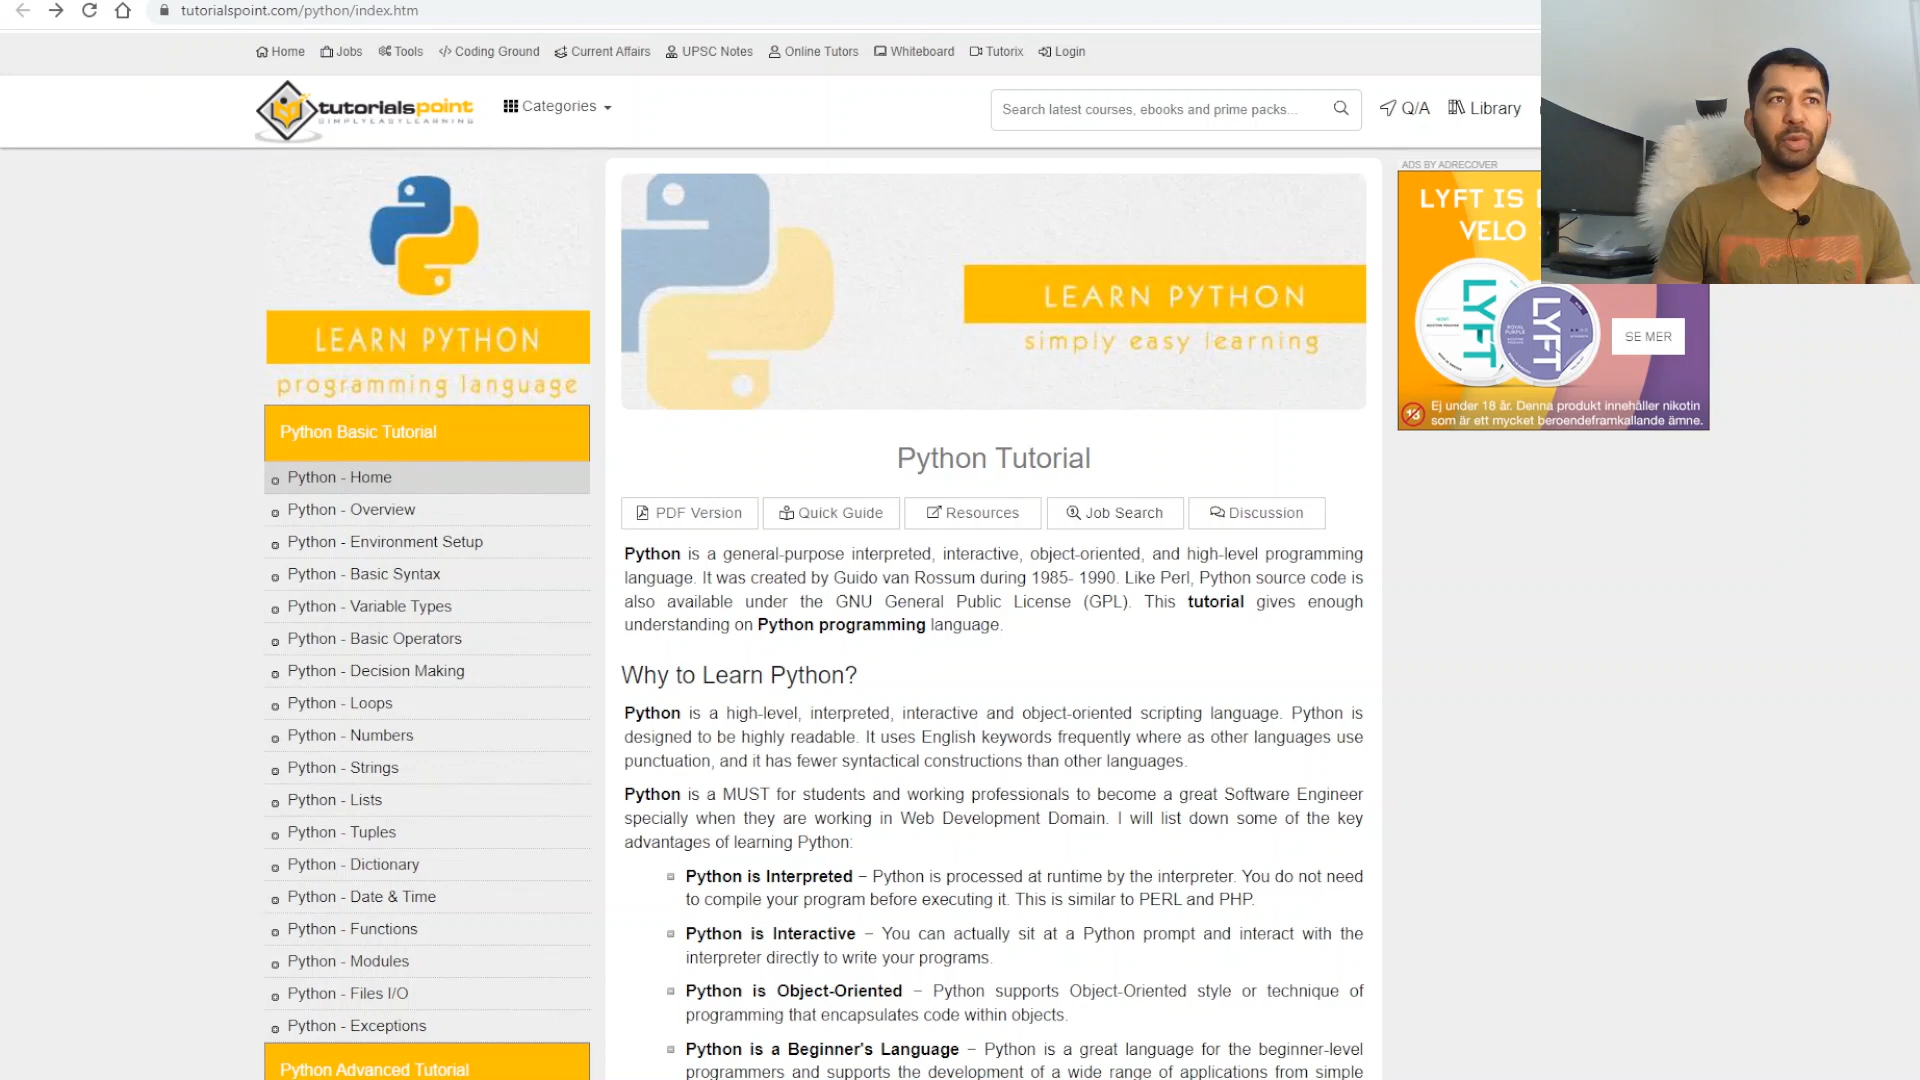 tutorialspoint.com/python/index.htm
Home Jobs Tools Coding Ground Current Affairs UPSC Notes Online Tutors Whiteboard Tutorix Login
tutorialspoint
SIMPLYEASYLEARNING
Categories
Search latest courses, ebooks and prime packs...
Q/A Library
LEARN PYTHON
programming language
Python Basic Tutorial
Python - Home
Python - Overview
Python - Environment Setup
Python - Basic Syntax
Python - Variable Types
Python - Basic Operators
Python - Decision Making
Python - Loops
Python - Numbers
Python - Strings
Python - Lists
Python - Tuples
Python - Dictionary
Python - Date & Time
Python - Functions
Python - Modules
Python - Files I/O
Python - Exceptions
Python Advanced Tutorial
LEARN PYTHON
simply easy learning
Python Tutorial
PDF Version Quick Guide Resources Job Search Discussion
Python is a general-purpose interpreted, interactive, object-oriented, and high-level programming
language. It was created by Guido van Rossum during 1985- 1990. Like Perl, Python source code is
also available under the GNU General Public License (GPL). This tutorial gives enough
understanding on Python programming language.
Why to Learn Python?
Python is a high-level, interpreted, interactive and object-oriented scripting language. Python is
designed to be highly readable. It uses English keywords frequently where as other languages use
punctuation, and it has fewer syntactical constructions than other languages.
Python is a MUST for students and working professionals to become a great Software Engineer
specially when they are working in Web Development Domain. I will list down some of the key
advantages of learning Python:
Python is Interpreted − Python is processed at runtime by the interpreter. You do not need
to compile your program before executing it. This is similar to PERL and PHP.
Python is Interactive − You can actually sit at a Python prompt and interact with the
interpreter directly to write your programs.
Python is Object-Oriented − Python supports Object-Oriented style or technique of
programming that encapsulates code within objects.
Python is a Beginner's Language − Python is a great language for the beginner-level
programmers and supports the development of a wide range of applications from simple
ADS BY ADRECOVER
LYFT IS
VELO
LYFT
LYFT
SE MER
18
Ej under 18 år. Denna produkt innehåller nikotin
som är ett mycket beroendeframkallande ämne.